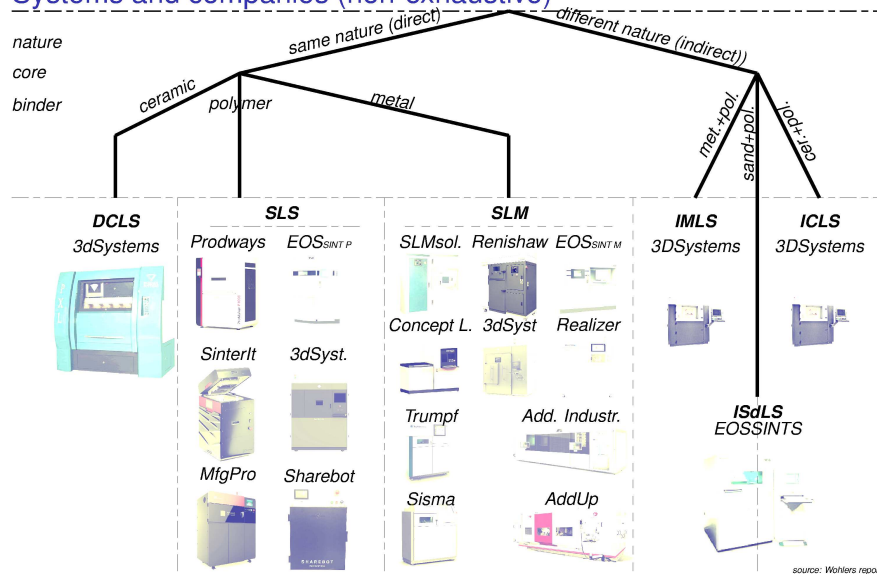 Systems and companies (non-exhaustive)
nature
same nature (direct)
different nature (indirect))
core
binder
ceramic
polymer
metal
met.+pol.
sand+pol.
cer.+pol.
DCLS
3dSystems
SLS
Prodways
EOSSINT P
SinterIt
3dSyst.
MfgPro
Sharebot
SHAREBOT
SLM
SLMsol.
Renishaw
EOSSINT M
Concept L.
3dSyst
Realizer
Trumpf
Add. Industr.
Sisma
AddUp
IMLS
3DSystems
ICLS
3DSystems
ISdLS
EOSSINTS
source: Wohlers repor